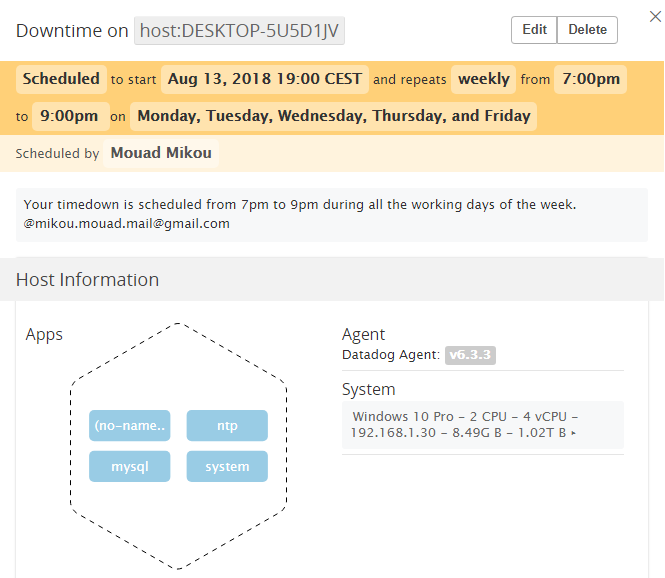 Downtime on host:DESKTOP-5U5D1JV
Edit Delete
Scheduled to start Aug 13, 2018 19:00 CEST and repeats weekly from 7:00pm
to 9:00pm on Monday, Tuesday, Wednesday, Thursday, and Friday
Scheduled by Mouad Mikou
Your timedown is scheduled from 7pm to 9pm during all the working days of the week.
@mikou.mouad.mail@gmail.com
Host Information
Apps
(no-name..
ntp
mysql
system
Agent
Datadog Agent: v6.3.3
System
Windows 10 Pro – 2 CPU – 4 vCPU –
192.168.1.30 – 8.49G B – 1.02T B ▸